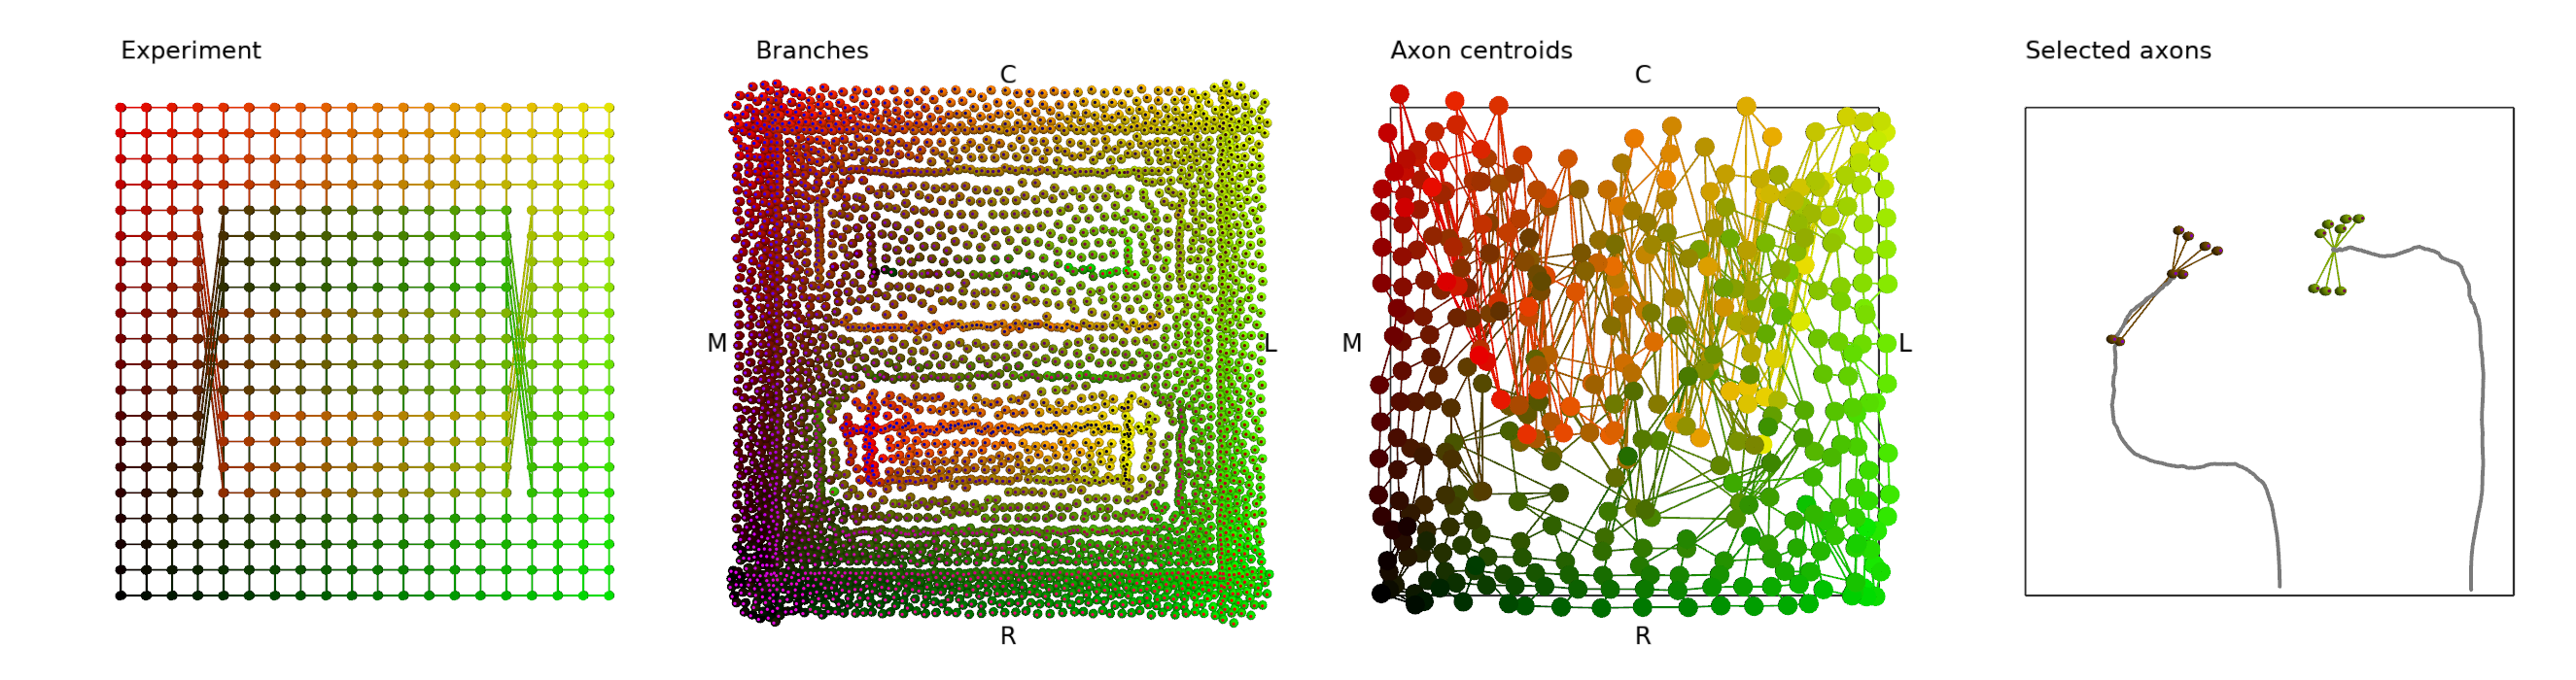 Experiment
Branches
Axon centroids
Selected axons
C
C
M
L
M
L
R
R